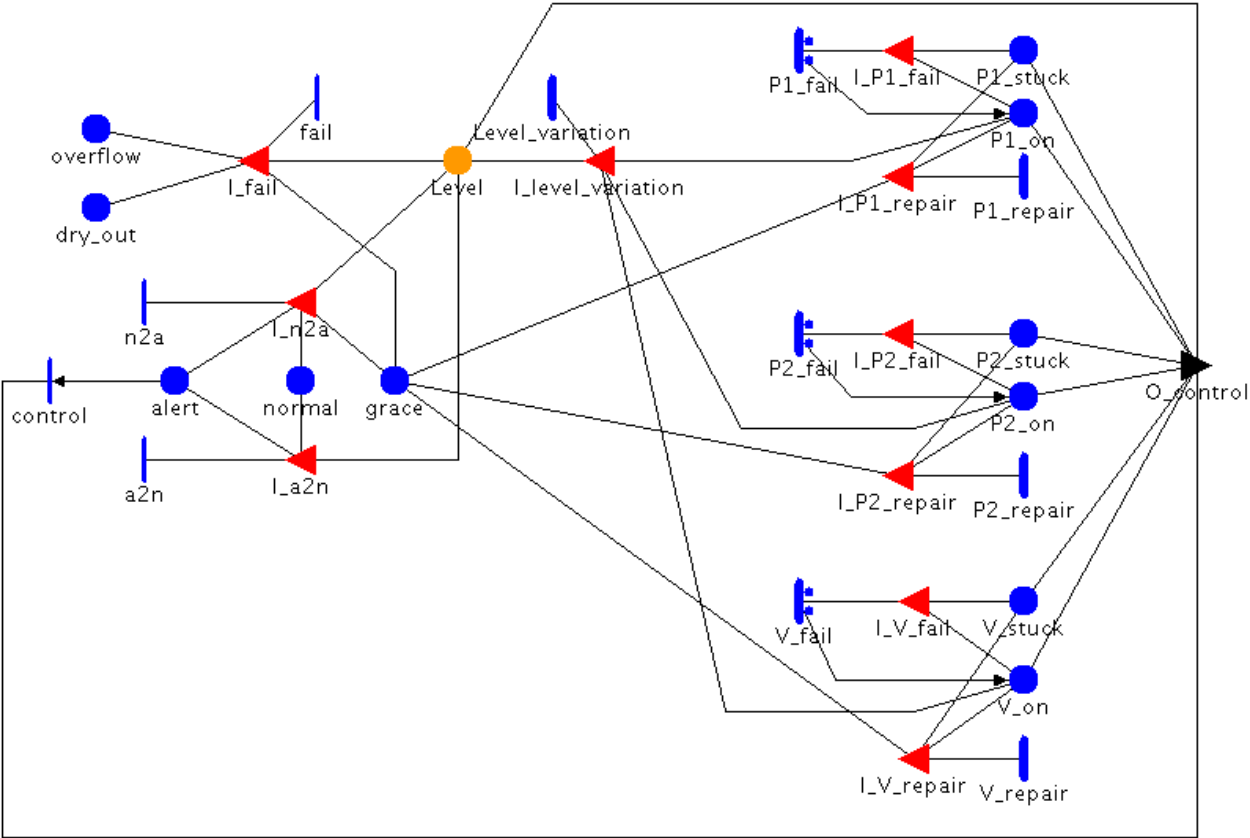 P1_fail
I_P1_fail
P1_stuck
fail
Level_variation
P1_on
overflow
I_fail
Level
I_level_variation
I_P1_repair
P1_repair
dry_out
n2a
I_n2a
P2_fail
I_P2_fail
P2_stuck
control
alert
normal
grace
O_control
P2_on
a2n
I_a2n
I_P2_repair
P2_repair
V_fail
I_V_fail
V_stuck
V_on
I_V_repair
V_repair